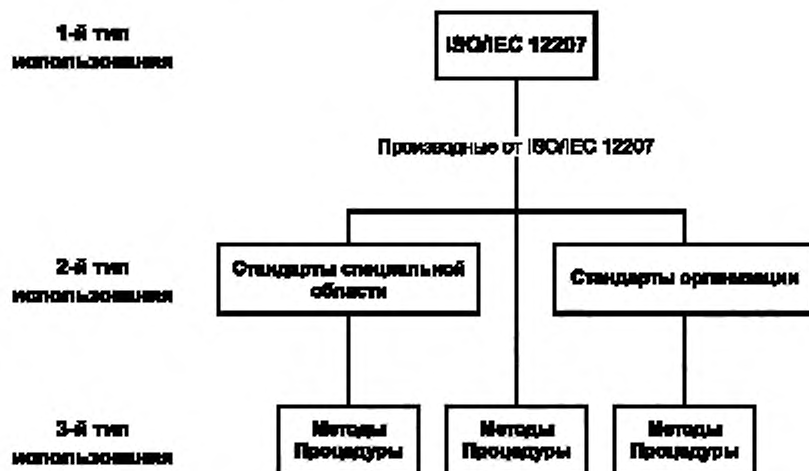 1-й тип
использования
ISO/IEC 12207
Производные от ISO/IEC 12207
2-й тип
использования
Стандарты специальной
области
Стандарты организации
3-й тип
использования
Методы
Процедуры
Методы
Процедуры
Методы
Процедуры